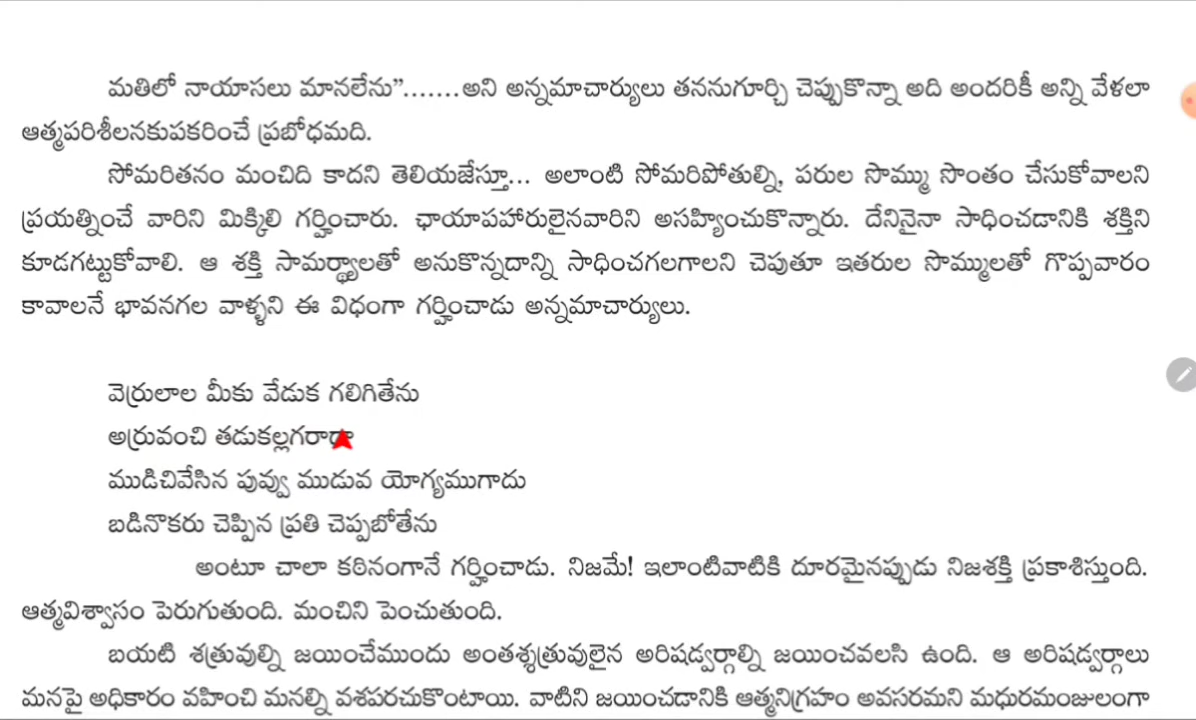 మతిలో నాయాసలు మానలేను”.......అని అన్నమాచార్యులు తననుగూర్చి చెప్పుకొన్నా అది అందరికీ అన్ని వేళలా
ఆత్మపరిశీలనకుపకరించే ప్రబోధమది.
సోమరితనం మంచిది కాదని తెలియజేస్తూ... అలాంటి సోమరిపోతుల్ని, పరుల సొమ్ము సొంతం చేసుకోవాలని
ప్రయత్నించే వారిని మిక్కిలి గర్హించారు. ఛాయాపహారులైనవారిని అసహ్యించుకొన్నారు. దేనినైనా సాధించడానికి శక్తిని
కూడగట్టుకోవాలి. ఆ శక్తి సామర్థ్యాలతో అనుకొన్నదాన్ని సాధించగలగాలని చెపుతూ ఇతరుల సొమ్ములతో గొప్పవారం
కావాలనే భావనగల వాళ్ళని ఈ విధంగా గర్హించాడు అన్నమాచార్యులు.
వెర్రులాల మీకు వేడుక గలిగితేను
అర్రువంచి తడుకల్లగరాదా
ముడిచివేసిన పువ్వు ముడువ యోగ్యముగాదు
బడినొకరు చెప్పిన ప్రతి చెప్పబోతేను
అంటూ చాలా కఠినంగానే గర్హించాడు. నిజమే! ఇలాంటివాటికి దూరమైనప్పుడు నిజశక్తి ప్రకాశిస్తుంది.
ఆత్మవిశ్వాసం పెరుగుతుంది. మంచిని పెంచుతుంది.
బయటి శత్రువుల్ని జయించేముందు అంతశ్శత్రువులైన అరిషడ్వర్గాల్ని జయించవలసి ఉంది. ఆ అరిషడ్వర్గాలు
మనపై అధికారం వహించి మనల్ని వశపరచుకొంటాయి. వాటిని జయించడానికి ఆత్మనిగ్రహం అవసరమని మధురమంజులంగా